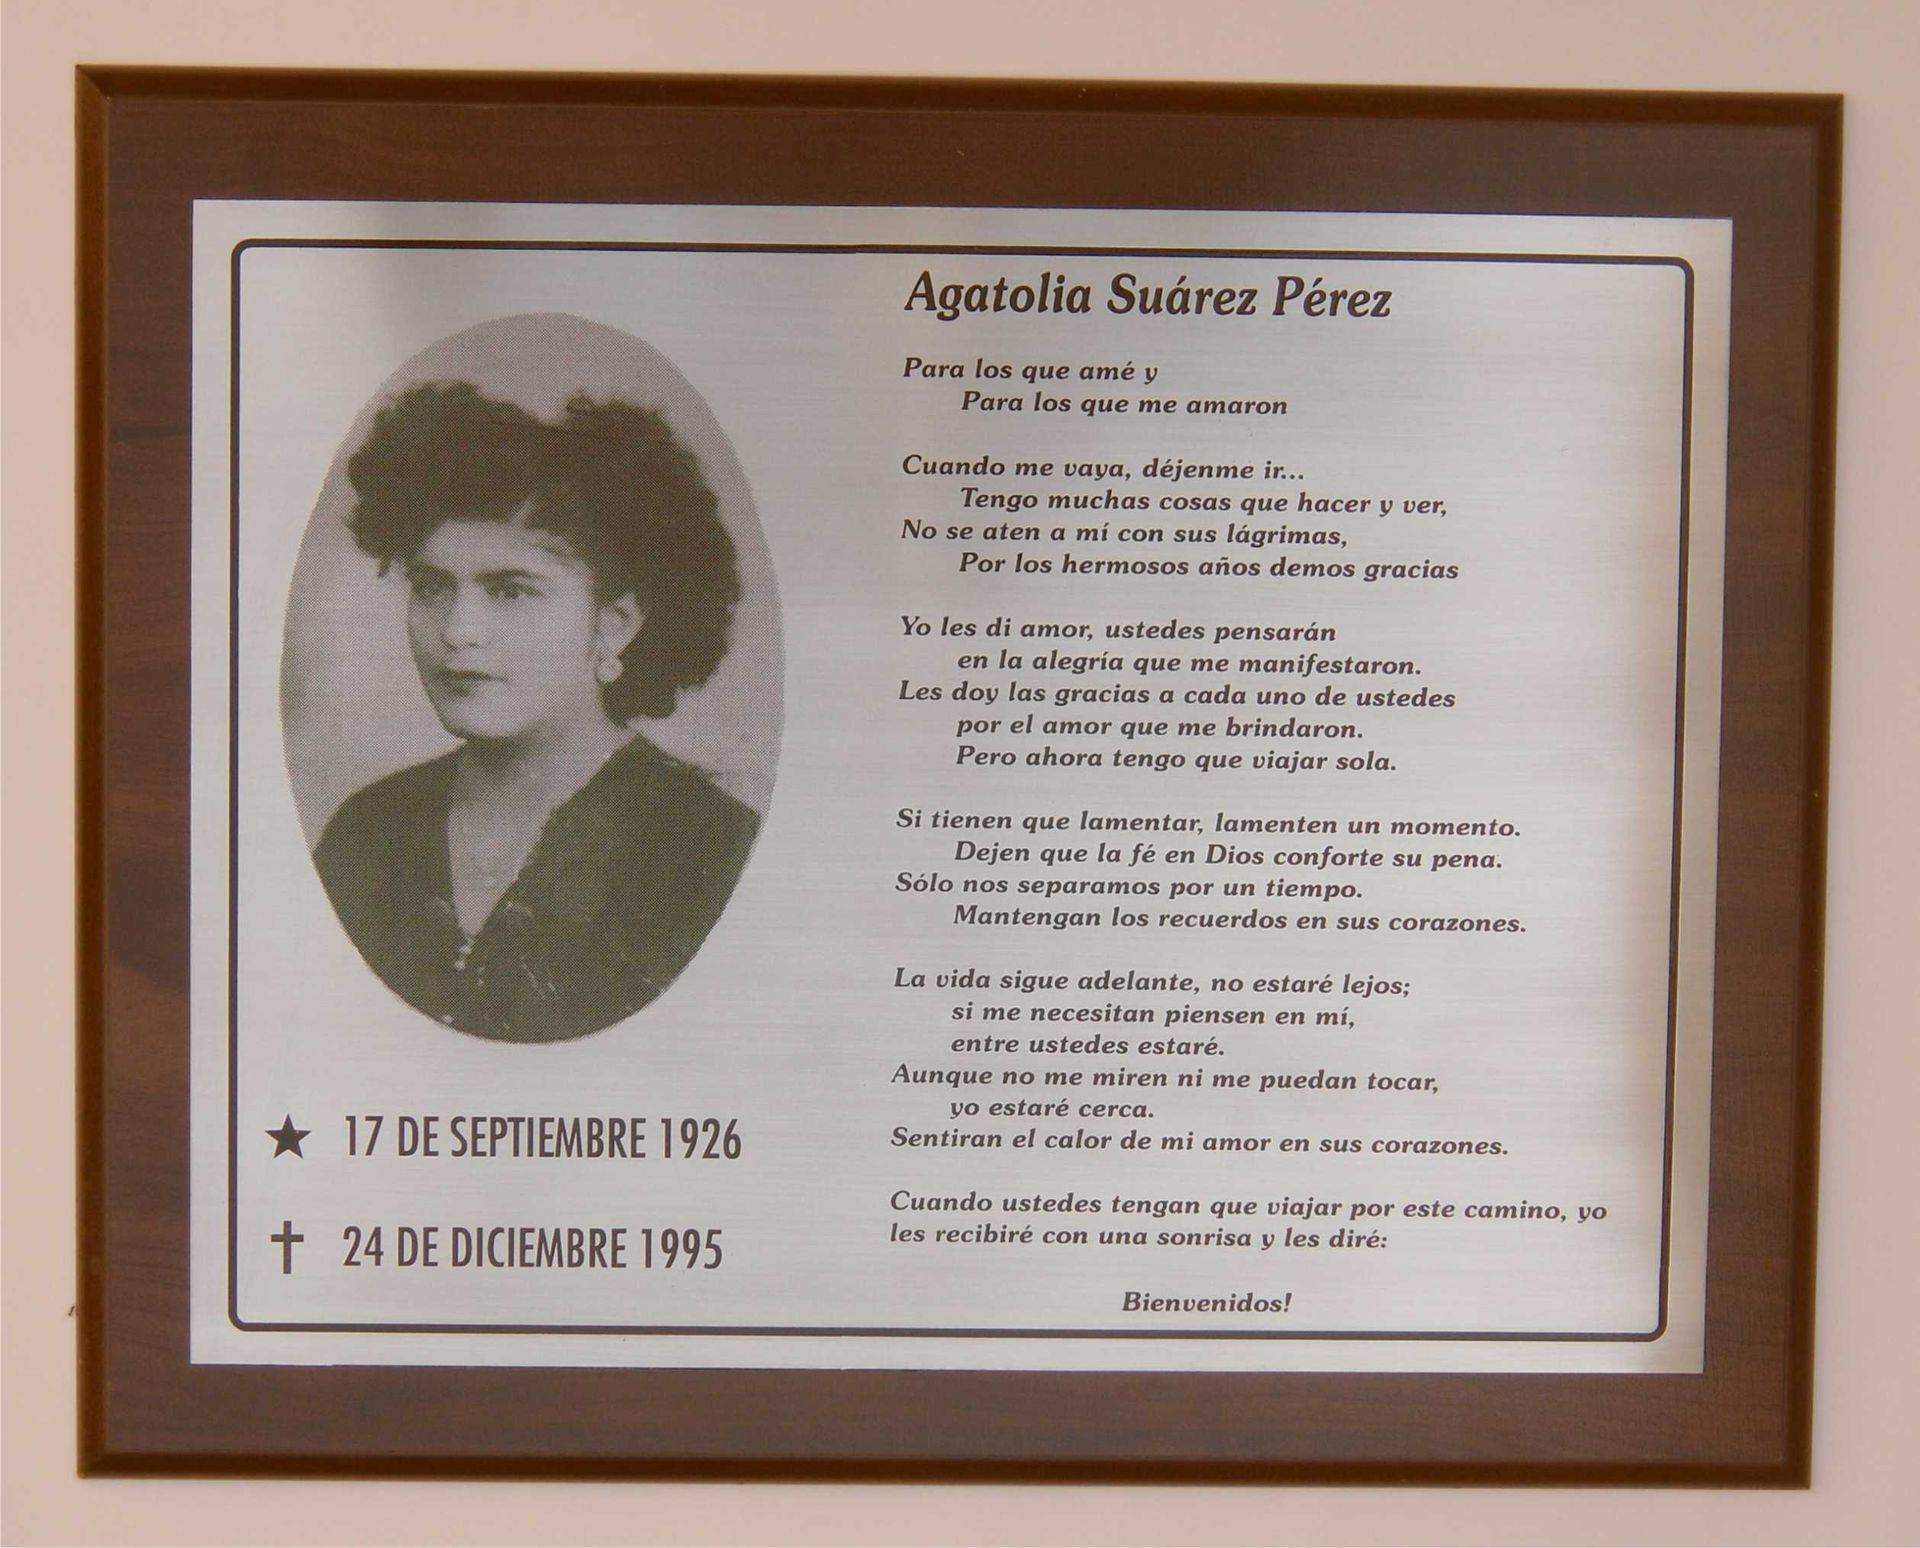 Agatolia Suárez Pérez
Para los que amé y
Para los que me amaron
Cuando me vaya, déjenme ir...
Tengo muchas cosas que hacer y ver,
No se aten a mí con sus lágrimas,
Por los hermosos años demos gracias
Yo les di amor, ustedes pensarán
en la alegría que me manifestaron.
Les doy las gracias a cada uno de ustedes
por el amor que me brindaron.
Pero ahora tengo que viajar sola.
Si tienen que lamentar, lamenten un momento.
Dejen que la fé en Dios conforte su pena.
Sólo nos separamos por un tiempo.
Mantengan los recuerdos en sus corazones.
La vida sigue adelante, no estaré lejos;
si me necesitan piensen en mí,
entre ustedes estaré.
Aunque no me miren ni me puedan tocar,
yo estaré cerca.
Sentiran el calor de mi amor en sus corazones.
Cuando ustedes tengan que viajar por este camino, yo
les recibiré con una sonrisa y les diré:
Bienvenidos!
★ 17 DE SEPTIEMBRE 1926
✝ 24 DE DICIEMBRE 1995